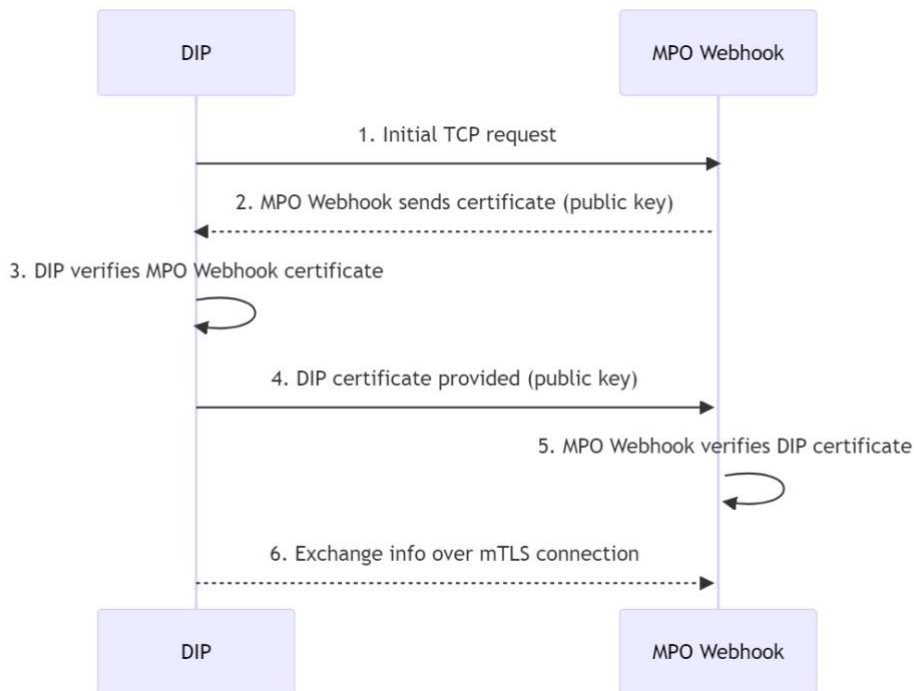 DIP
MPO Webhook
1. Initial TCP request
2. MPO Webhook sends certificate (public key)
3. DIP verifies MPO Webhook certificate
4. DIP certificate provided (public key)
5. MPO Webhook verifies DIP certificate
6. Exchange info over mTLS connection
DIP
MPO Webhook